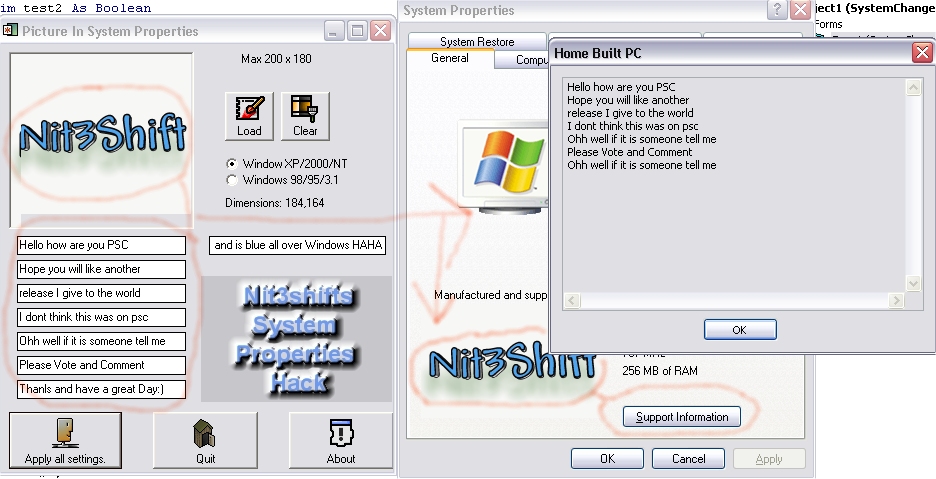 im test2 As Boolean
Picture In System Properties
Max 200 x 180
Nit3Shift
Load
Clear
Window XP/2000/NT
Windows 98/95/3.1
Dimensions: 184,164
Hello how are you PSC
and is blue all over Windows HAHA
Hope you will like another
release I give to the world
I dont think this was on psc
Ohh well if it is someone tell me
Please Vote and Comment
Thanls and have a great Day:)
Nit3shifts
System
Properties
Hack
Apply all settings.
Quit
About
System Properties
System Restore
General
Compu
Manufactured and supp
Nit3Shift
256 MB of RAM
Support Information
OK
Cancel
Apply
ject1 (SystemChange
Forms
Home Built PC
Hello how are you PSC
Hope you will like another
release I give to the world
I dont think this was on psc
Ohh well if it is someone tell me
Please Vote and Comment
Ohh well if it is someone tell me
OK